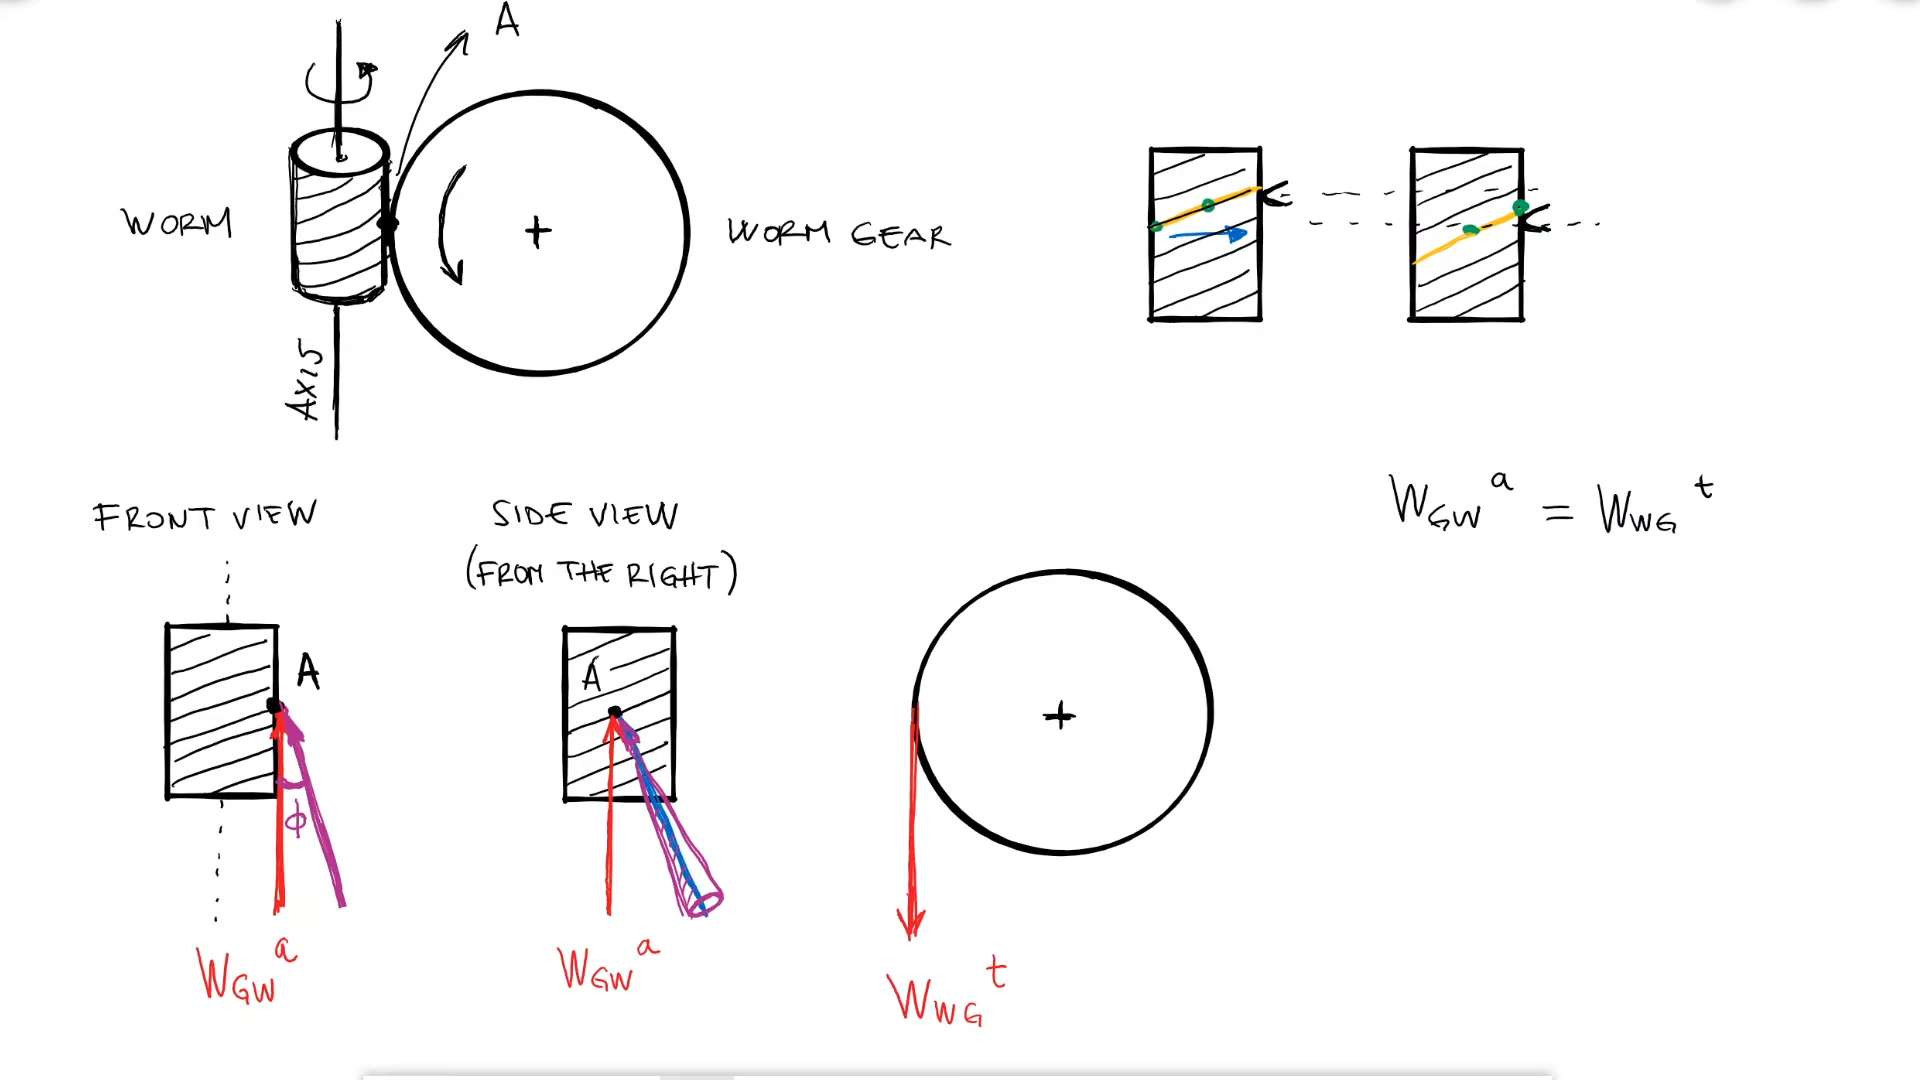 A
WORM
WORM GEAR
AXIS
FRONT VIEW
SIDE VIEW
(FROM THE RIGHT)
W_GW^a = W_WG^t
A
A
ϕ
W_GW^a
W_GW^a
W_WG^t